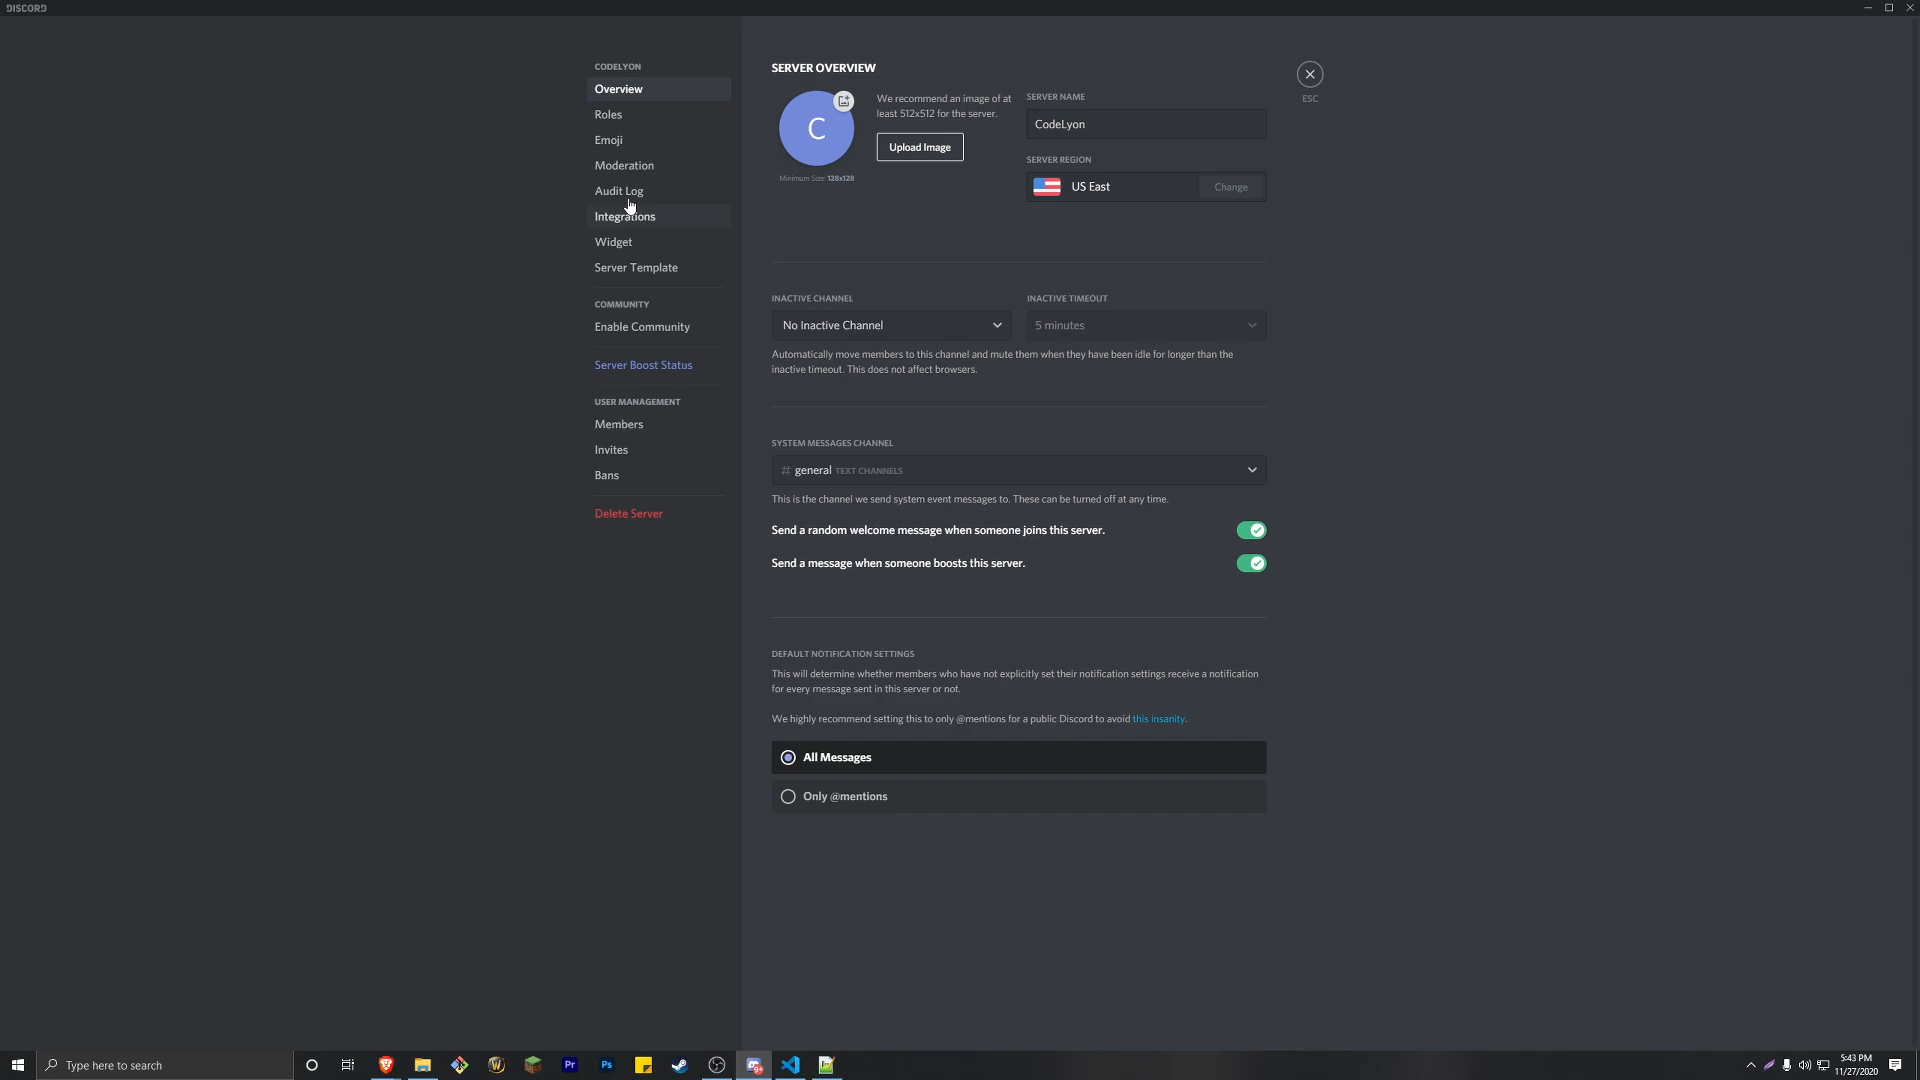 DISCORD
CODELYON
Overview
Roles
Emoji
Moderation
Audit Log
Integrations
Widget
Server Template
COMMUNITY
Enable Community
Server Boost Status
USER MANAGEMENT
Members
Invites
Bans
Delete Server
SERVER OVERVIEW
C
Minimum Size: 128x128
We recommend an image of at
least 512x512 for the server.
Upload Image
SERVER NAME
CodeLyon
SERVER REGION
US East
Change
ESC
INACTIVE CHANNEL
No Inactive Channel
INACTIVE TIMEOUT
5 minutes
Automatically move members to this channel and mute them when they have been idle for longer than the
inactive timeout. This does not affect browsers.
SYSTEM MESSAGES CHANNEL
# general TEXT CHANNELS
This is the channel we send system event messages to. These can be turned off at any time.
Send a random welcome message when someone joins this server.
Send a message when someone boosts this server.
DEFAULT NOTIFICATION SETTINGS
This will determine whether members who have not explicitly set their notification settings receive a notification
for every message sent in this server or not.
We highly recommend setting this to only @mentions for a public Discord to avoid this insanity.
All Messages
Only @mentions
Type here to search
Pr
Ps
9+
5:43 PM
11/27/2020